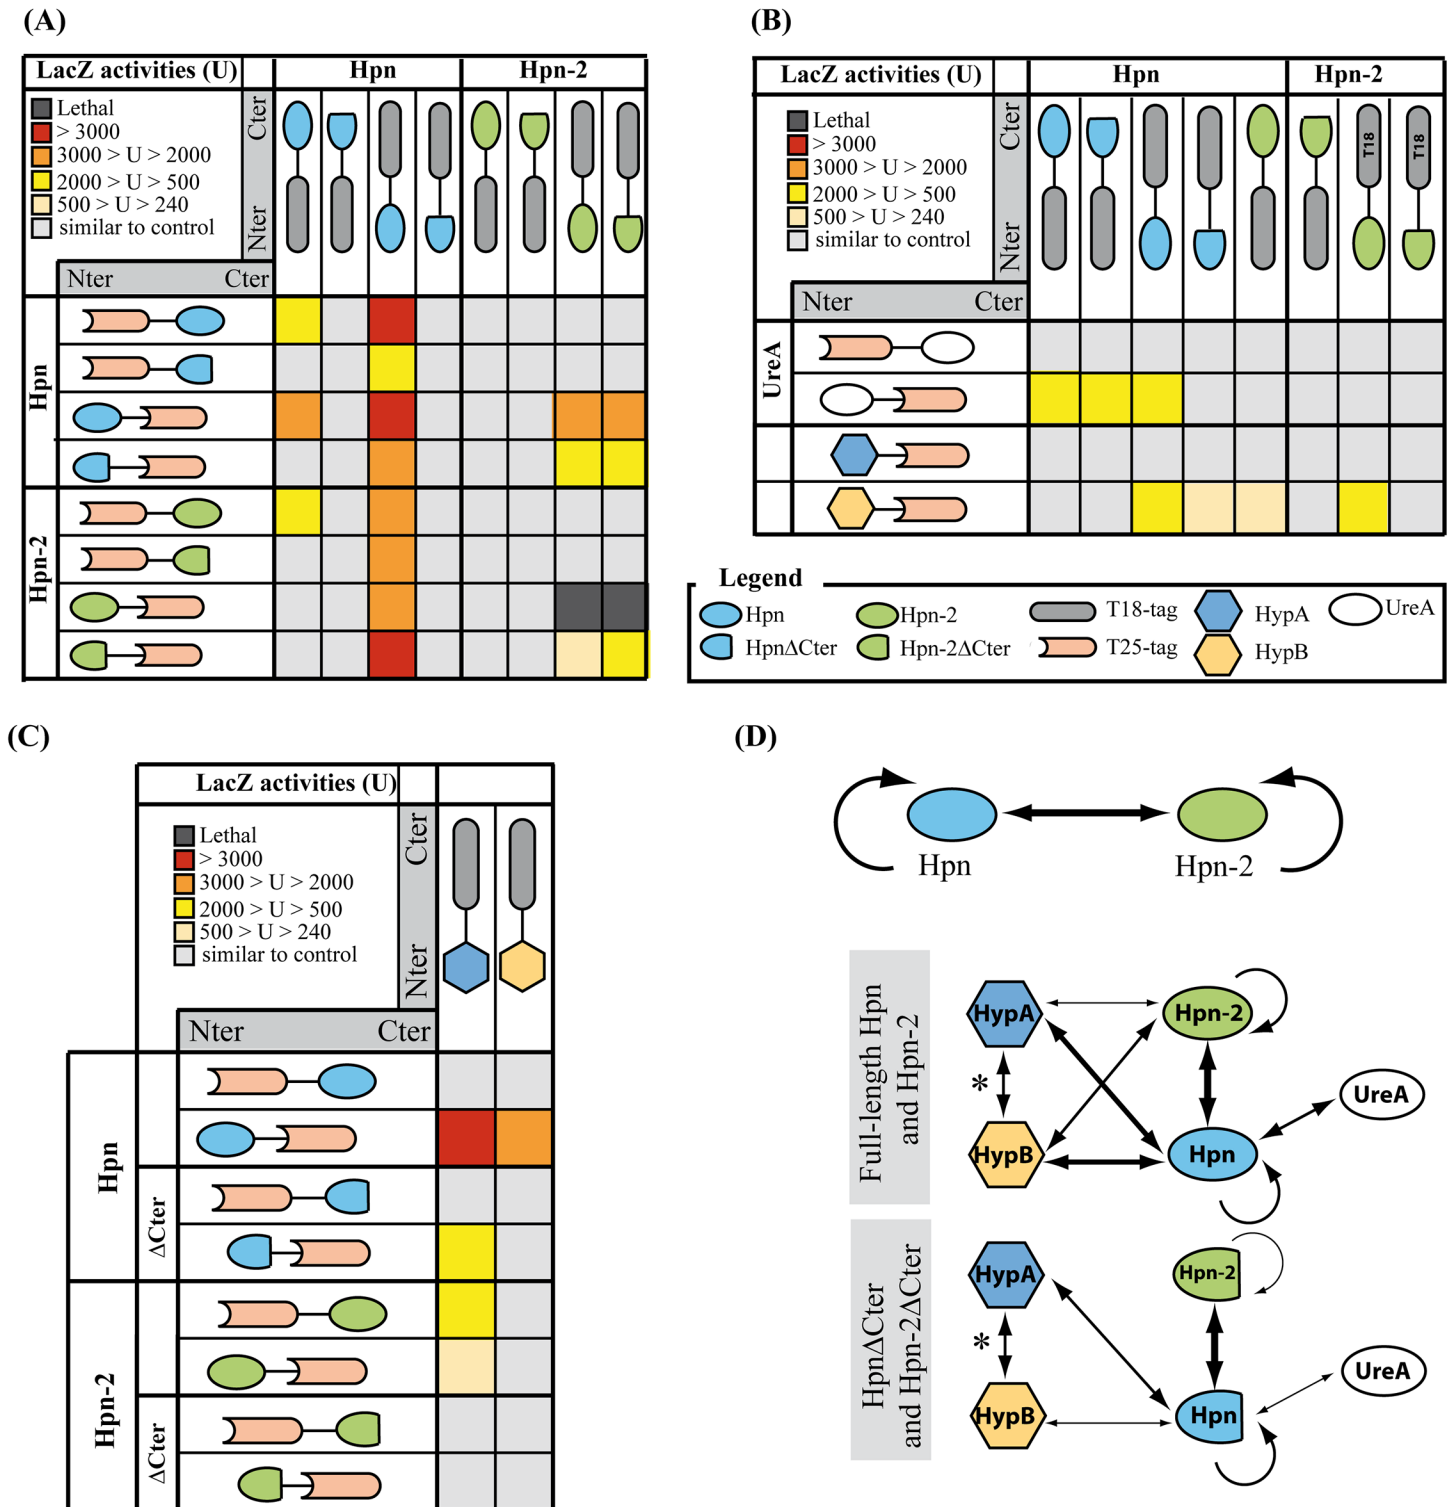 (A)
LacZ activities (U)
Hpn
Hpn-2
Lethal
> 3000
3000 > U > 2000
2000 > U > 500
500 > U > 240
similar to control
Cter
Nter
Nter
Cter
Hpn
Hpn-2
(B)
LacZ activities (U)
Hpn
Hpn-2
Lethal
> 3000
3000 > U > 2000
2000 > U > 500
500 > U > 240
similar to control
Cter
Nter
T18
T18
Nter
Cter
UreA
Legend
Hpn
Hpn-2
T18-tag
HypA
UreA
HpnΔCter
Hpn-2ΔCter
T25-tag
HypB
(C)
LacZ activities (U)
Lethal
> 3000
3000 > U > 2000
2000 > U > 500
500 > U > 240
similar to control
Cter
Nter
Nter
Cter
Hpn
ΔCter
Hpn-2
ΔCter
(D)
Hpn
Hpn-2
Full-length Hpn
and Hpn-2
HypA
Hpn-2
*
UreA
HypB
Hpn
HpnΔCter
and Hpn-2ΔCter
HypA
Hpn-2
*
UreA
HypB
Hpn